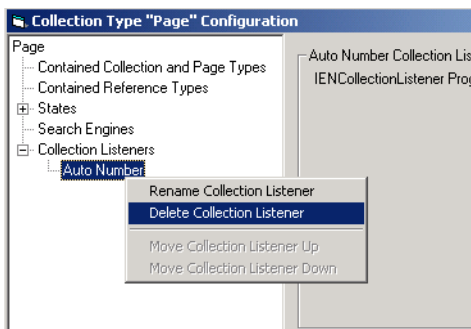 Collection Type "Page" Configuration
Page
Contained Collection and Page Types
Contained Reference Types
States
Search Engines
Collection Listeners
Auto Number
Rename Collection Listener
Delete Collection Listener
Move Collection Listener Up
Move Collection Listener Down
Auto Number Collection Lis
IENCollectionListener Prog